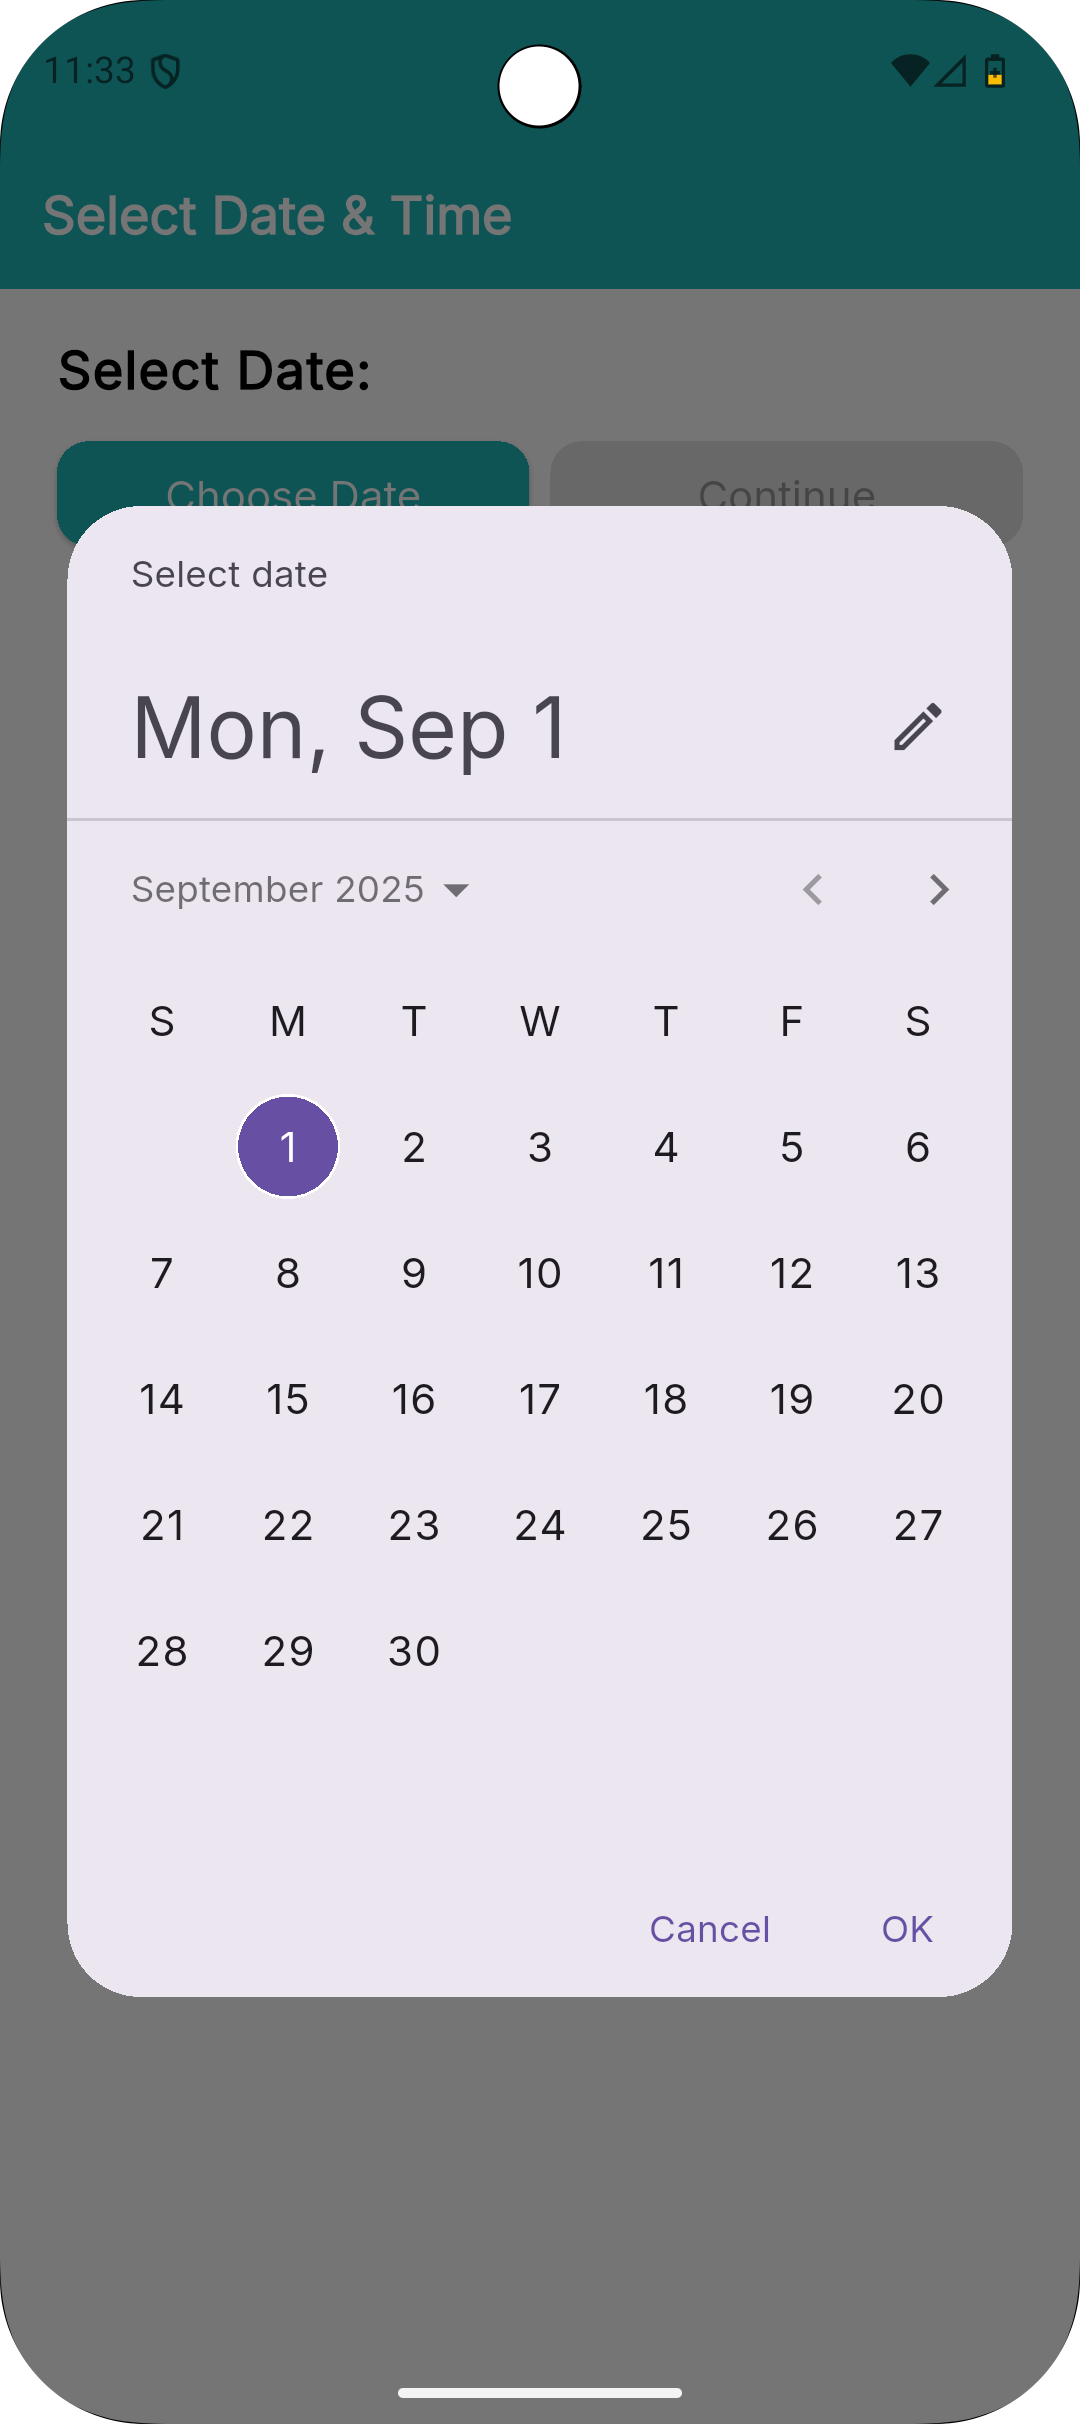 11:33
Select Date & Time
Select Date:
Choose Date Continue
Select date
Mon, Sep 1
September 2025
S M T W T F S
1 2 3 4 5 6
7 8 9 10 11 12 13
14 15 16 17 18 19 20
21 22 23 24 25 26 27
28 29 30
Cancel OK